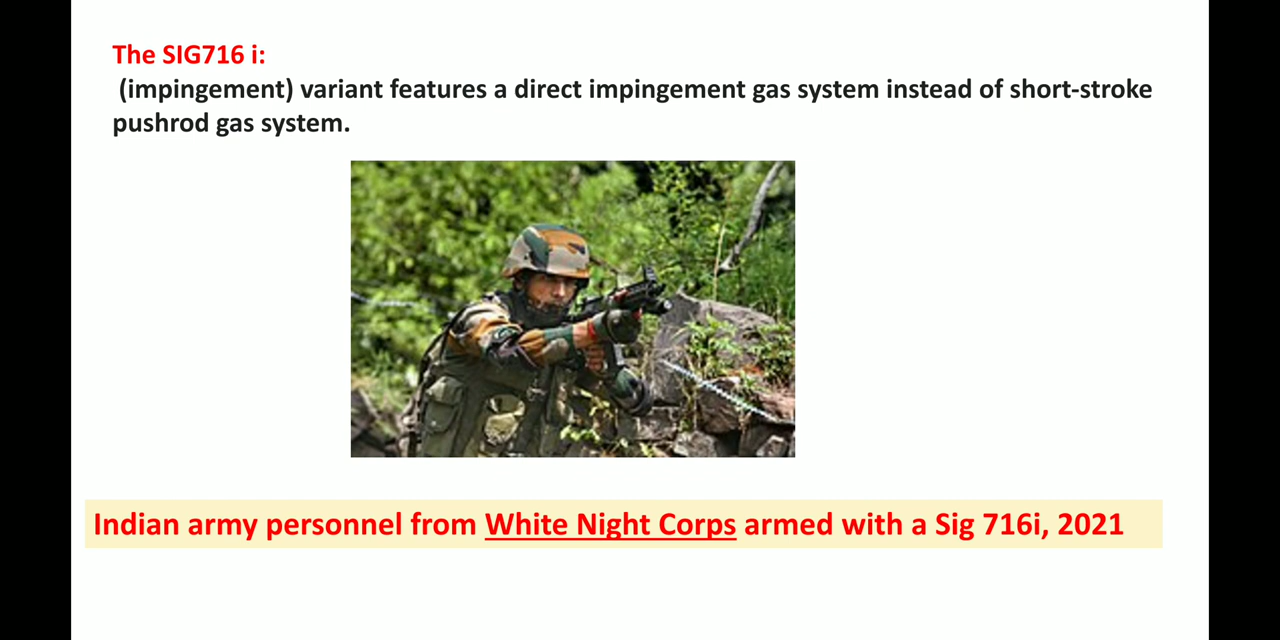 The SIG716 i:
(impingement) variant features a direct impingement gas system instead of short-stroke
pushrod gas system.
Indian army personnel from White Night Corps armed with a Sig 716i, 2021